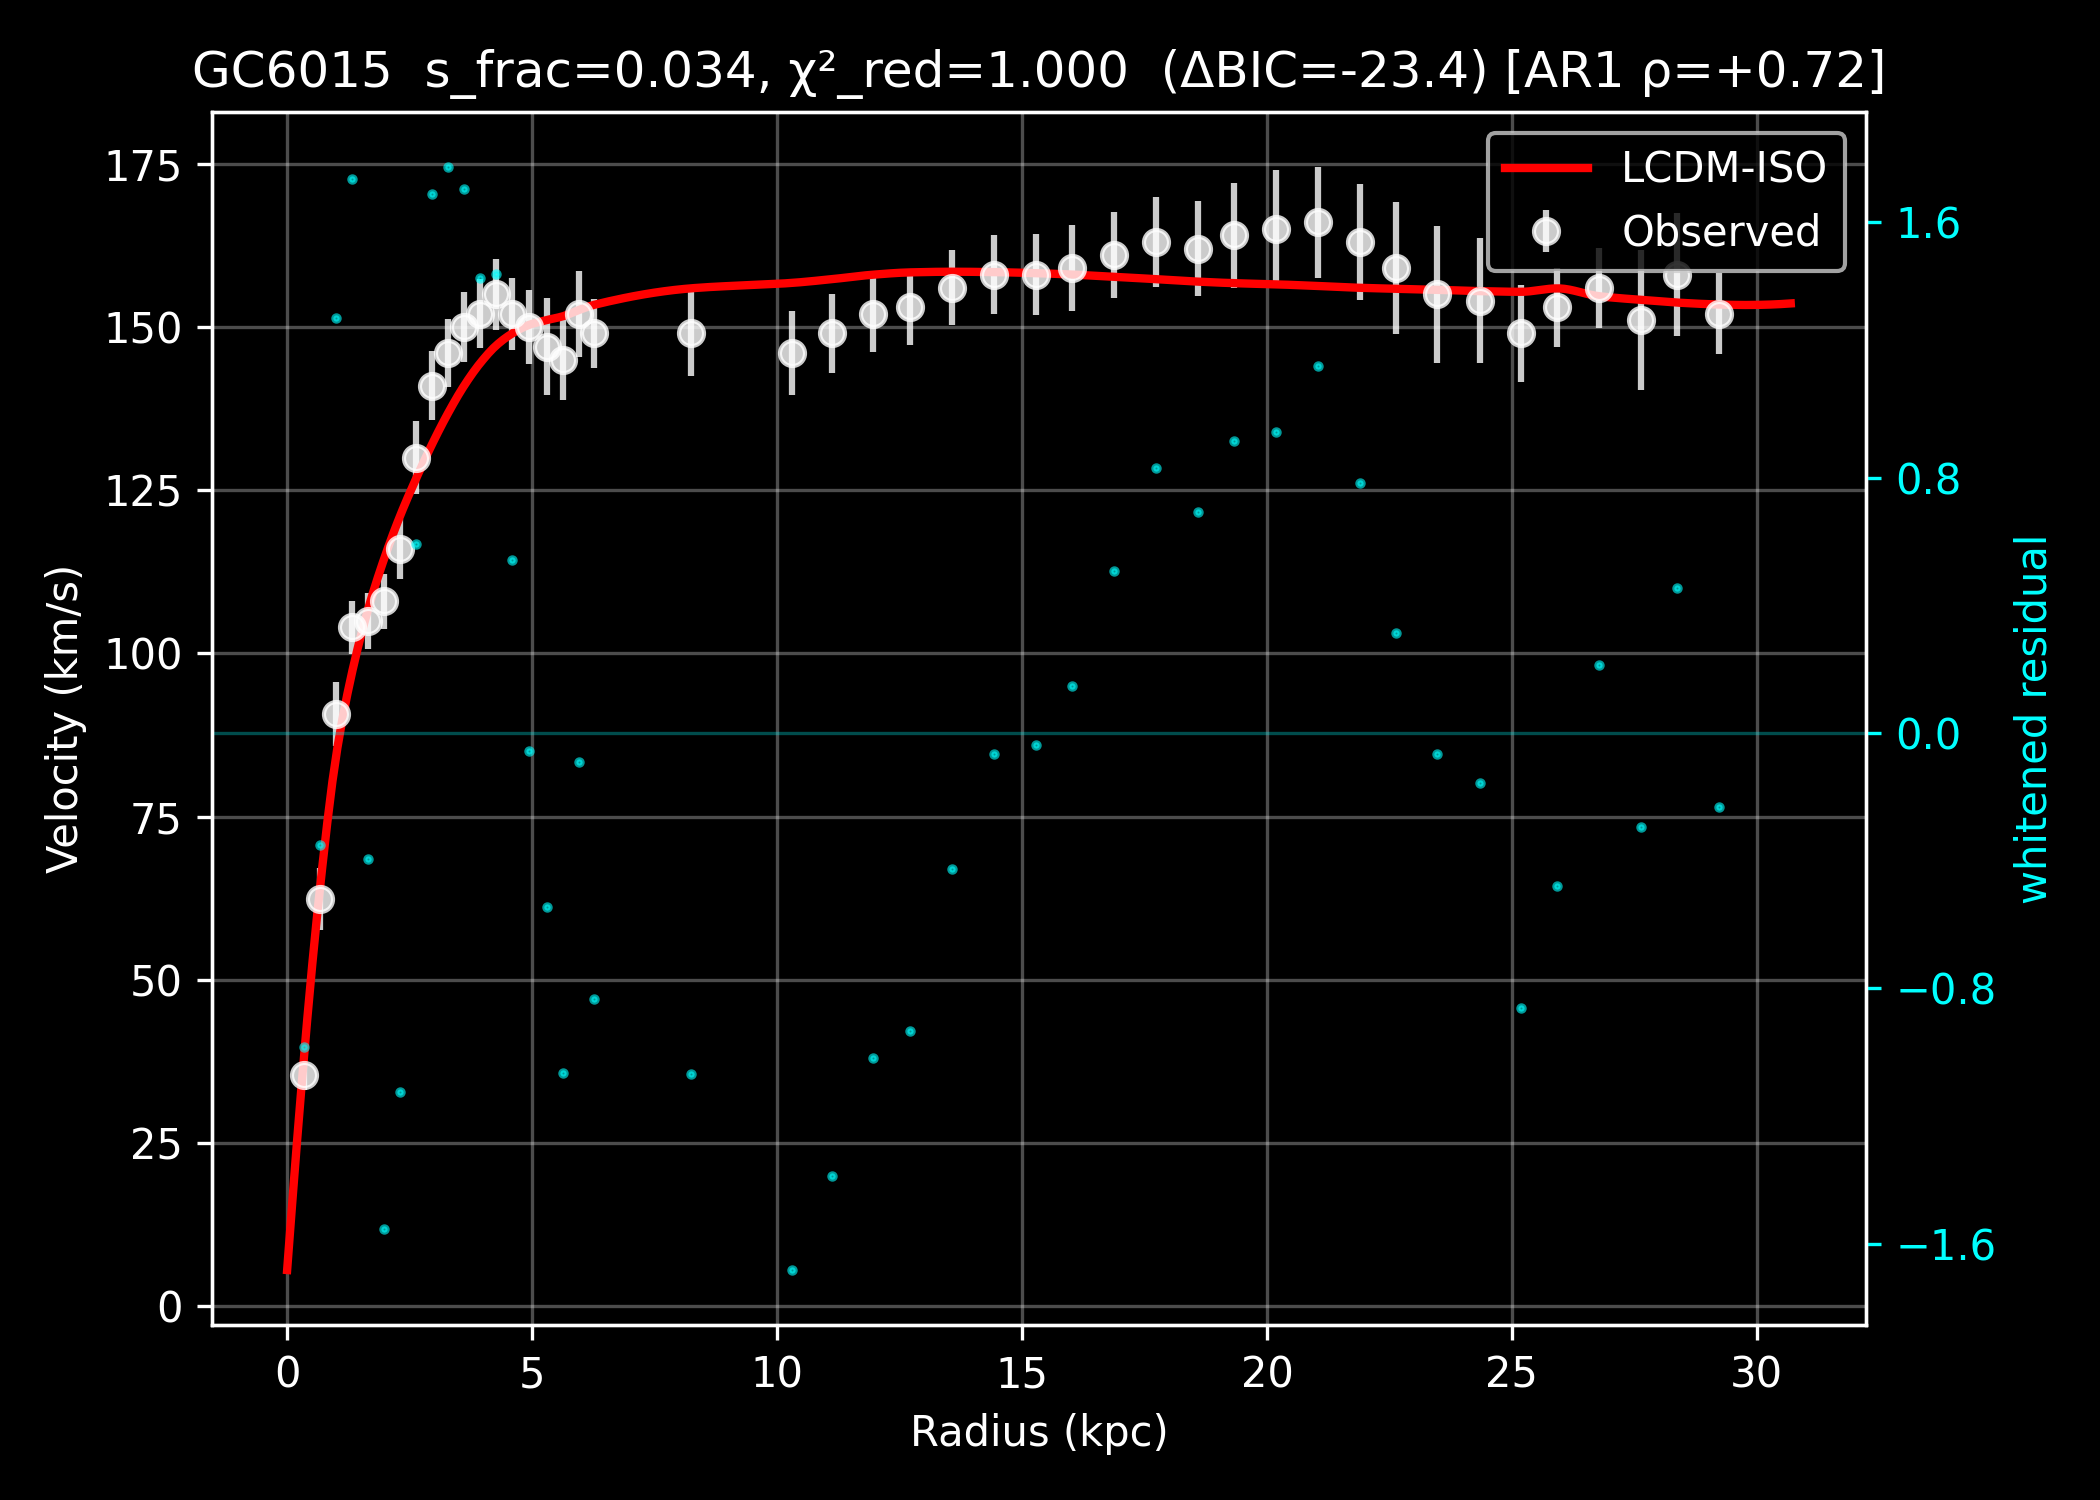 GC6015 s_frac=0.034, χ²_red=1.000 (ΔBIC=-23.4) [AR1 ρ=+0.72]
LCDM-ISO
Observed
175
150
125
100
75
50
25
0
Velocity (km/s)
1.6
0.8
0.0
−0.8
−1.6
whitened residual
0 5 10 15 20 25 30
Radius (kpc)